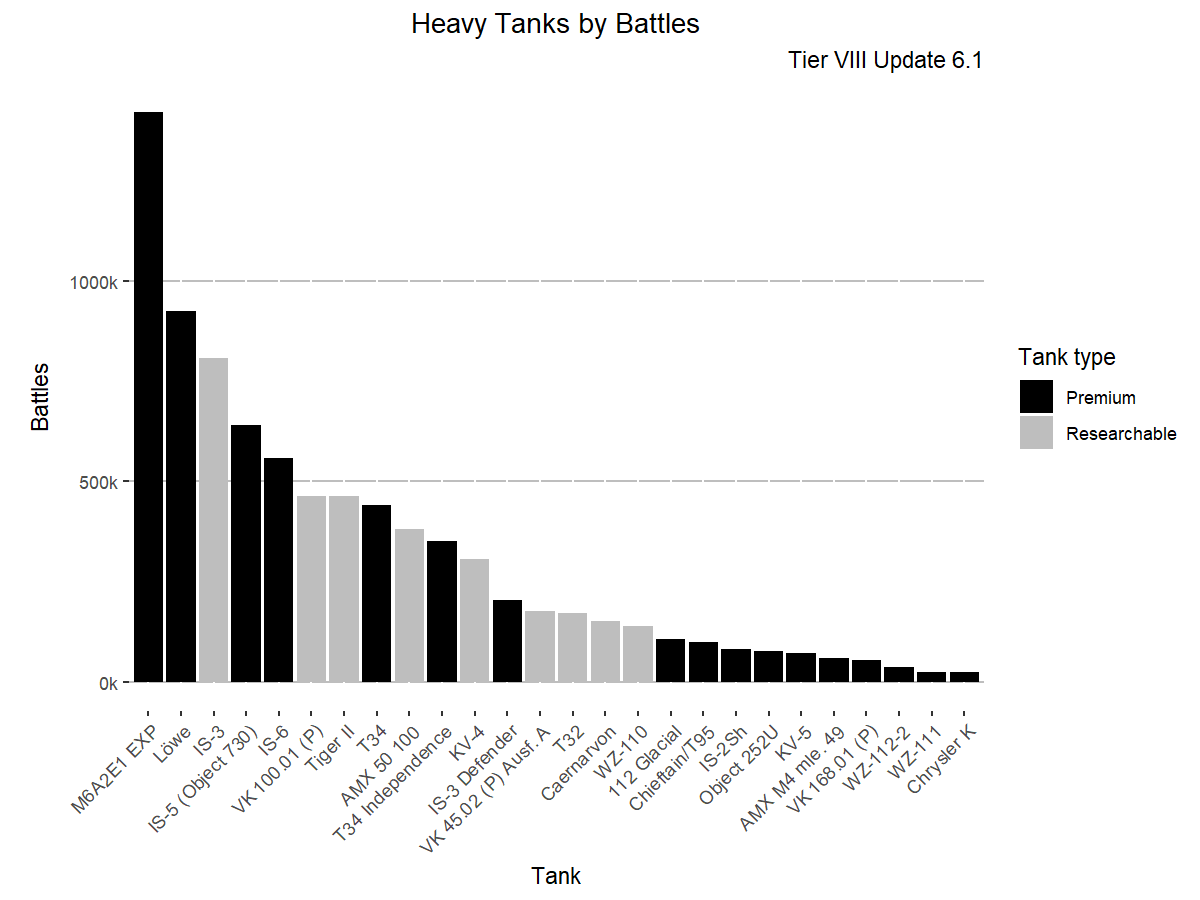 Heavy Tanks by Battles
Tier VIII Update 6.1
Battles
1000k
500k
0k
M6A2E1 EXP
Löwe
IS-3
IS-5 (Object 730)
IS-6
VK 100.01 (P)
Tiger II
T34
AMX 50 100
T34 Independence
KV-4
IS-3 Defender
VK 45.02 (P) Ausf. A
T32
Caernarvon
WZ-110
112 Glacial
Chieftain/T95
IS-2Sh
Object 252U
KV-5
AMX M4 mle. 49
VK 168.01 (P)
WZ-112-2
WZ-111
Chrysler K
Tank
Tank type
Premium
Researchable